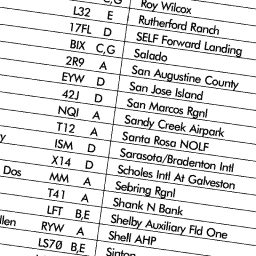 C,G Roy Wilcox
L32 E Rutherford Ranch
17FL D SELF Forward Landing
BIX C,G Salado
2R9 A San Augustine County
EYW D San Jose Island
42J D San Marcos Rgnl
NQI A Sandy Creek Airpark
T12 A Santa Rosa NOLF
y ISM D Sarasota/Bradenton Intl
X14 D Scholes Intl At Galveston
Dos MM A Sebring Rgnl
T41 A Shank N Bank
LFT B,E Shelby Auxiliary Fld One
llen RYW A Shell AHP
LS70 B,E Sinton